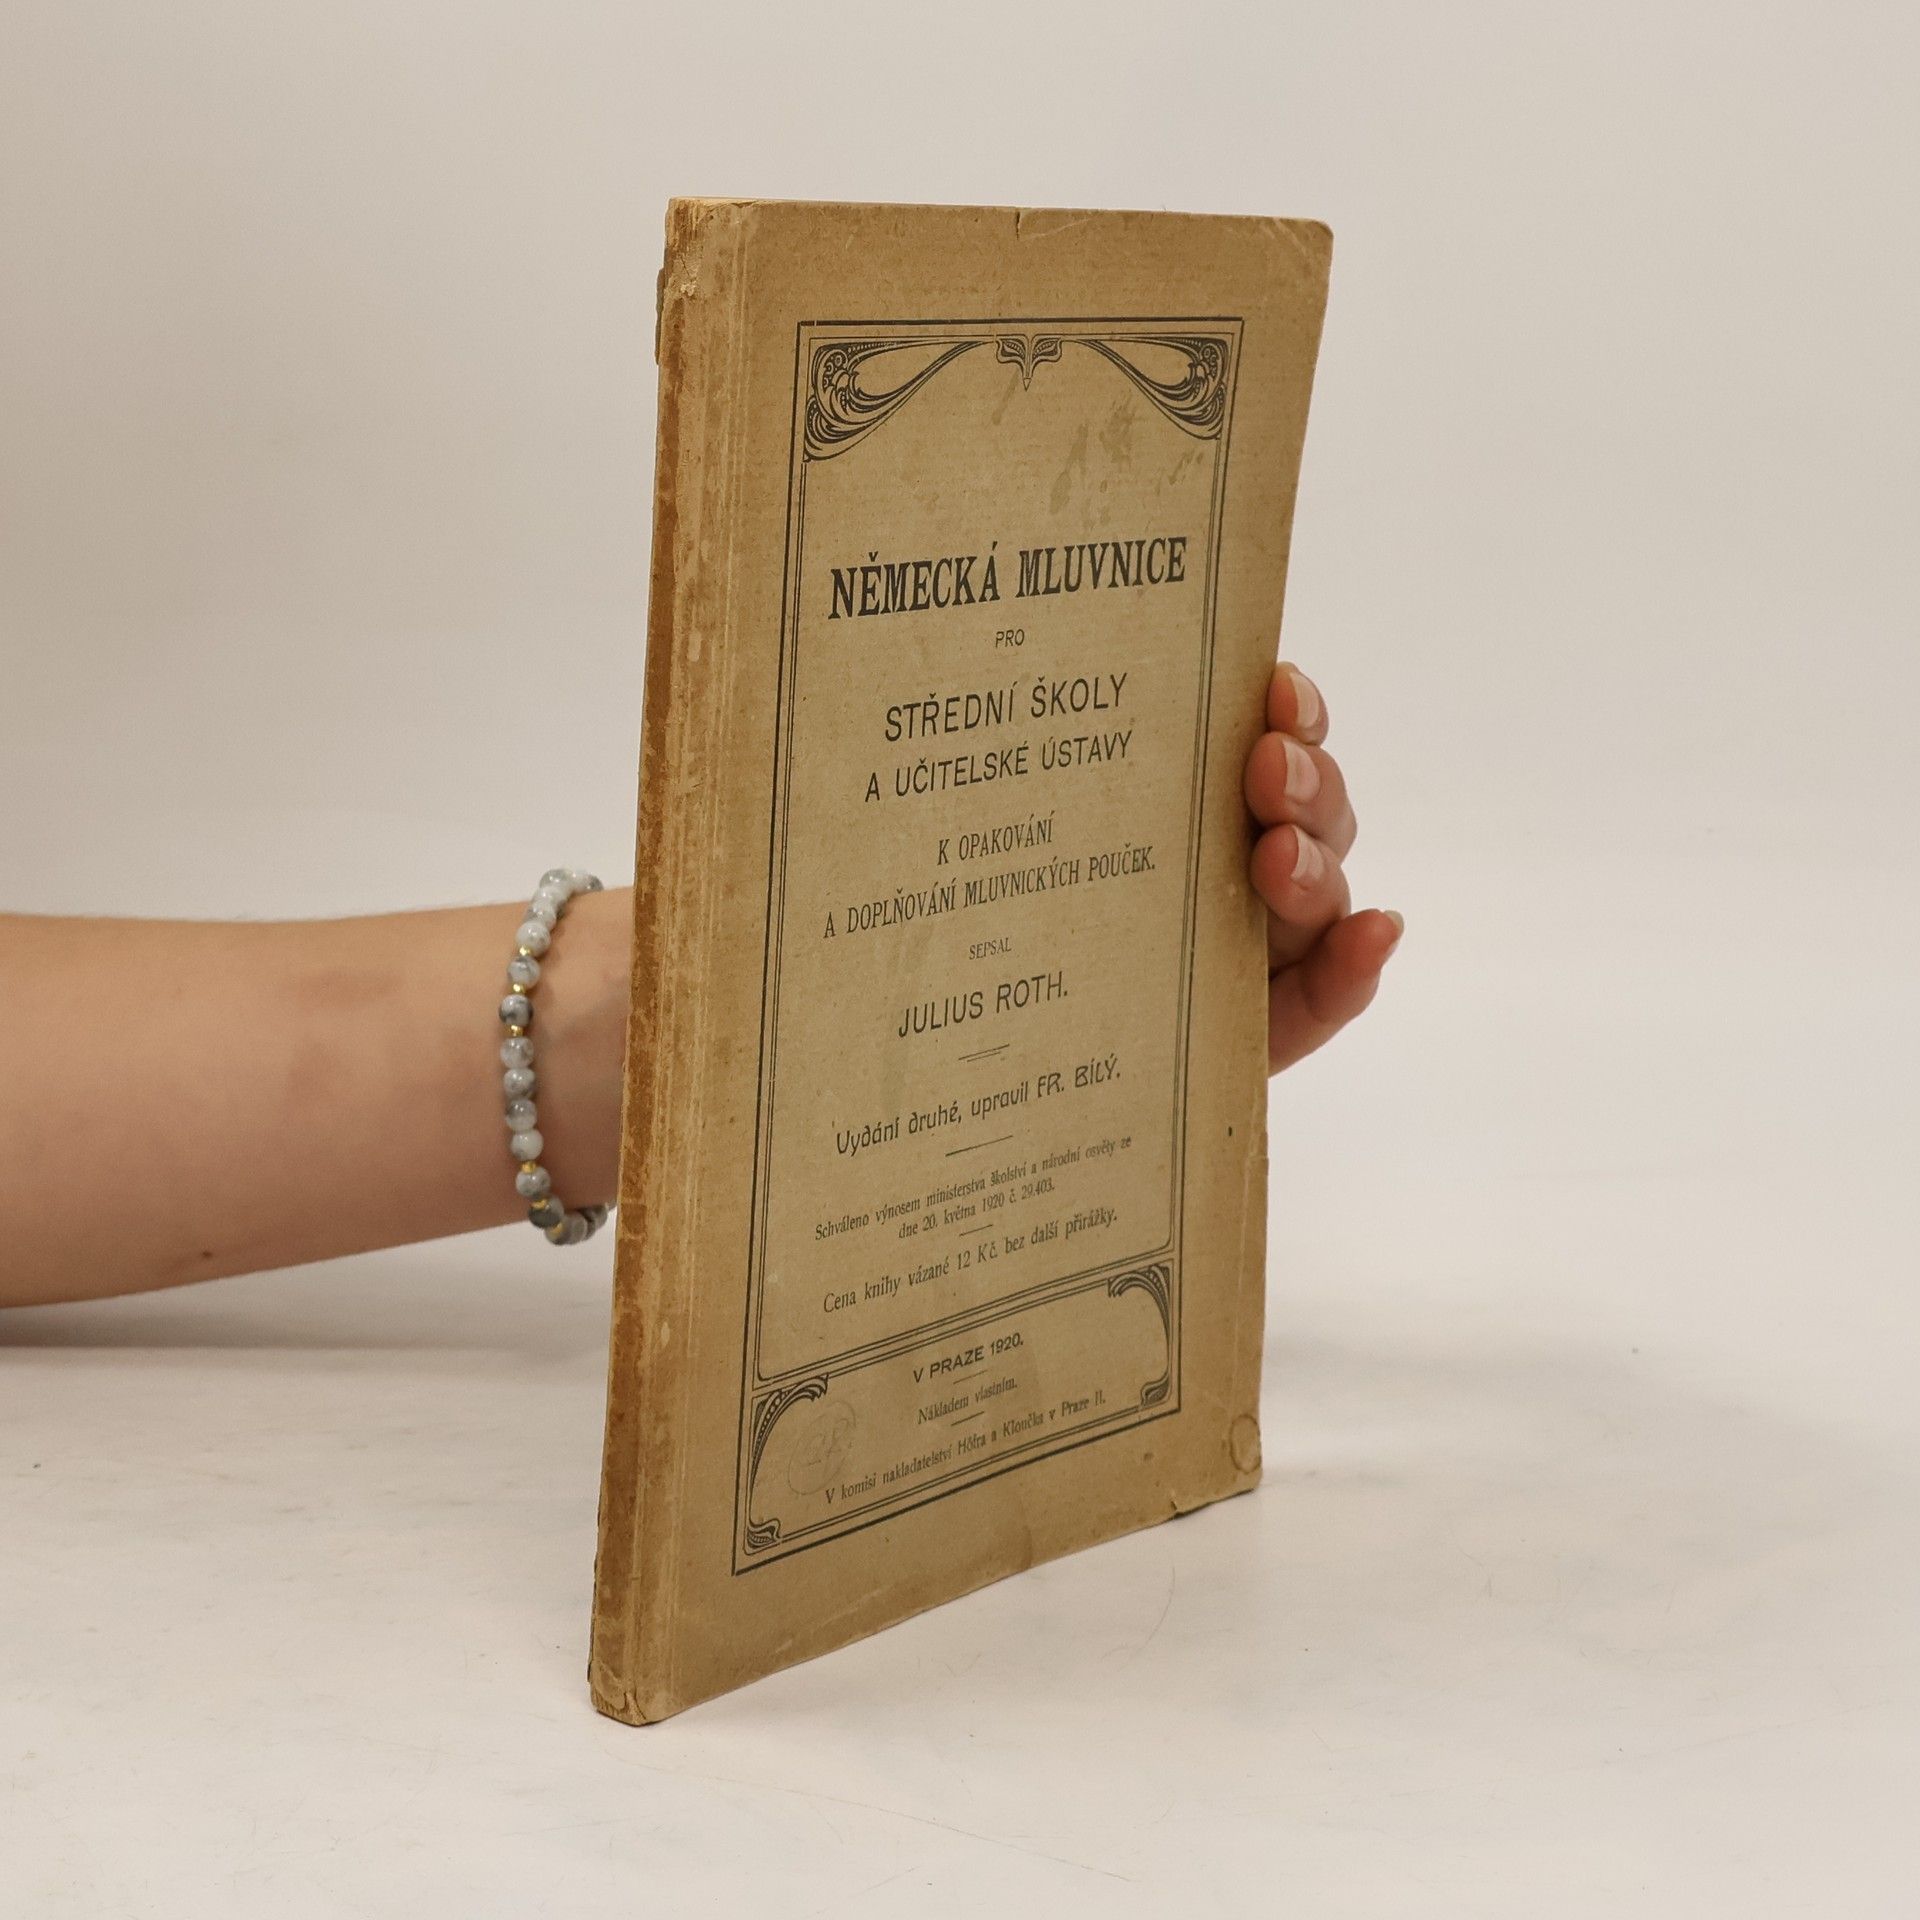 NĚMECKÁ MLUVNICE
PRO
STŘEDNÍ ŠKOLY
A UČITELSKÉ ÚSTAVY
K OPAKOVÁNÍ
A DOPLŇOVÁNÍ MLUVNICKÝCH POUČEK.
SEPSAL
JULIUS ROTH.
Vydání druhé, upravil FR. BÍLÝ.
Schváleno výnosem ministerstva školství a národní osvěty ze
dne 20. května 1920 č. 29.403.
Cena knihy vázané 12 Kč. bez další přirážky.
V PRAZE 1920.
Nákladem vlastním.
V komisi nakladatelství Höfra a Kloučka v Praze II.